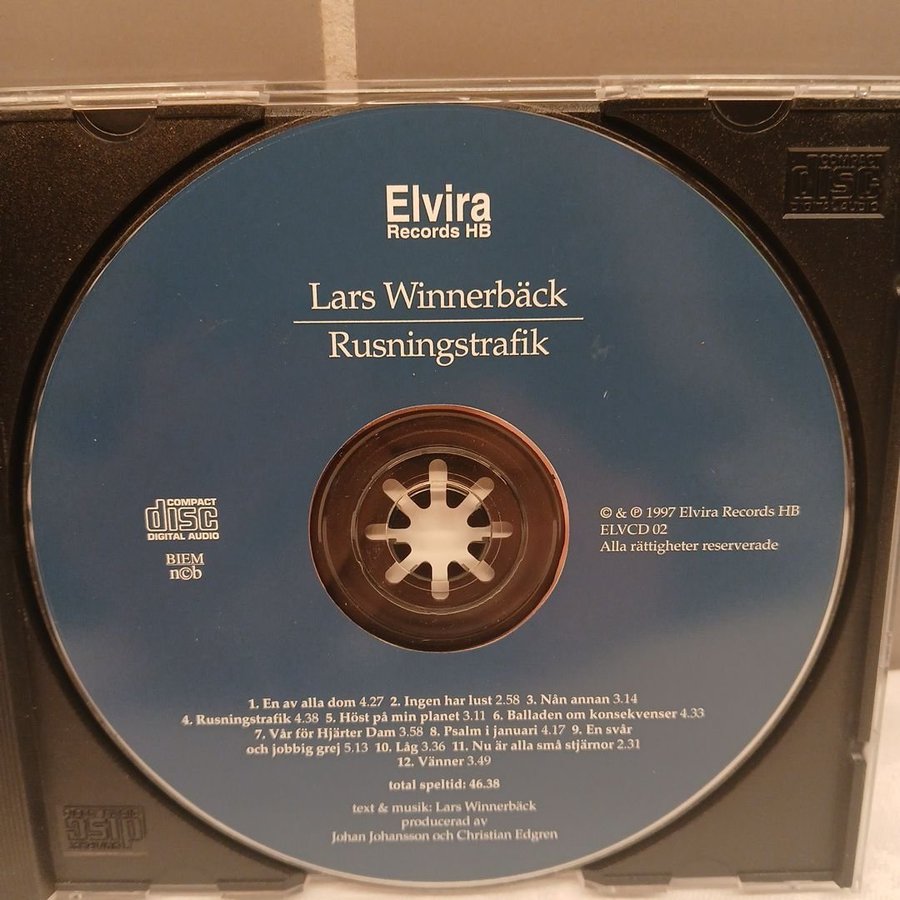 Elvira
Records HB
COMPACT
disc
DIGITAL AUDIO
Lars Winnerbäck
Rusningstrafik
COMPACT
disc
DIGITAL AUDIO
BIEM
n©b
© & ℗ 1997 Elvira Records HB
ELVCD 02
Alla rättigheter reserverade
1. En av alla dom 4.27 2. Ingen har lust 2.58 3. Nån annan 3.14
4. Rusningstrafik 4.38 5. Höst på min planet 3.11 6. Balladen om konsekvenser 4.33
7. Vår för Hjärter Dam 3.58 8. Psalm i januari 4.17 9. En svår
och jobbig grej 5.13 10. Låg 3.36 11. Nu är alla små stjärnor 2.31
12. Vänner 3.49
total speltid: 46.38
text & musik: Lars Winnerbäck
producerad av
Johan Johansson och Christian Edgren
disc